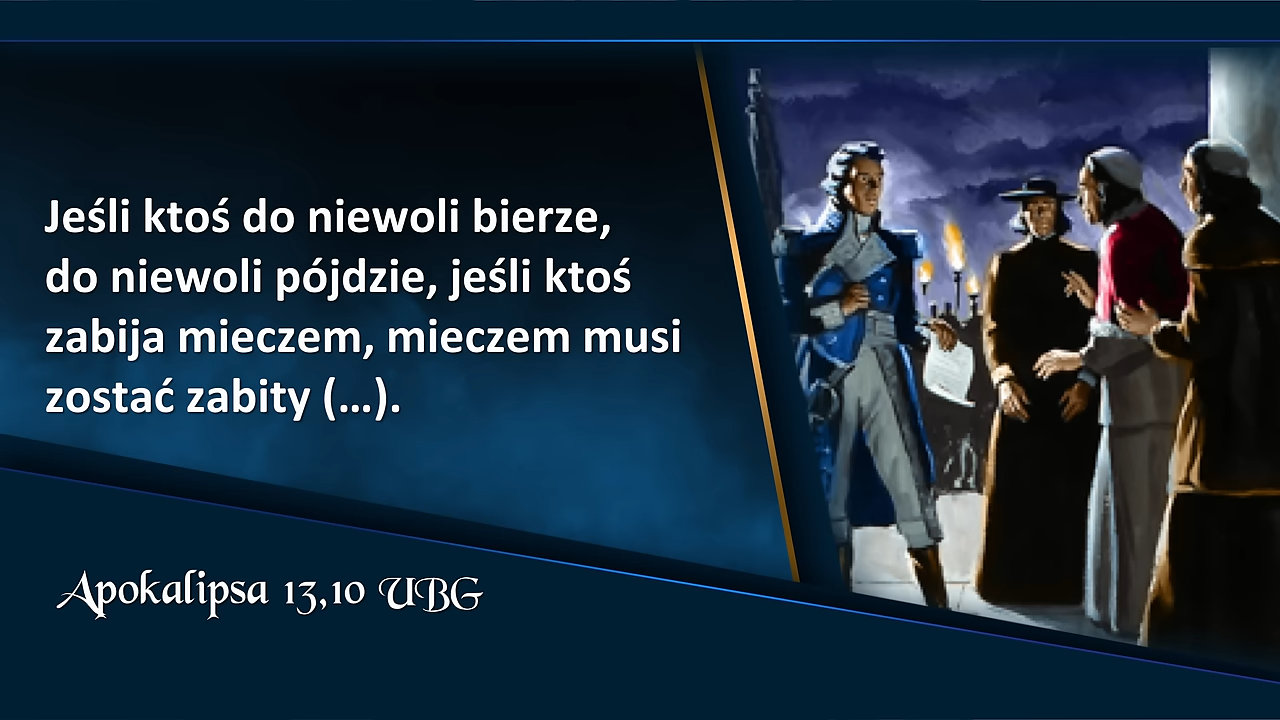 Jeśli ktoś do niewoli bierze,
do niewoli pójdzie, jeśli ktoś
zabija mieczem, mieczem musi
zostać zabity (...).
Apokalipsa 13,10 UBG